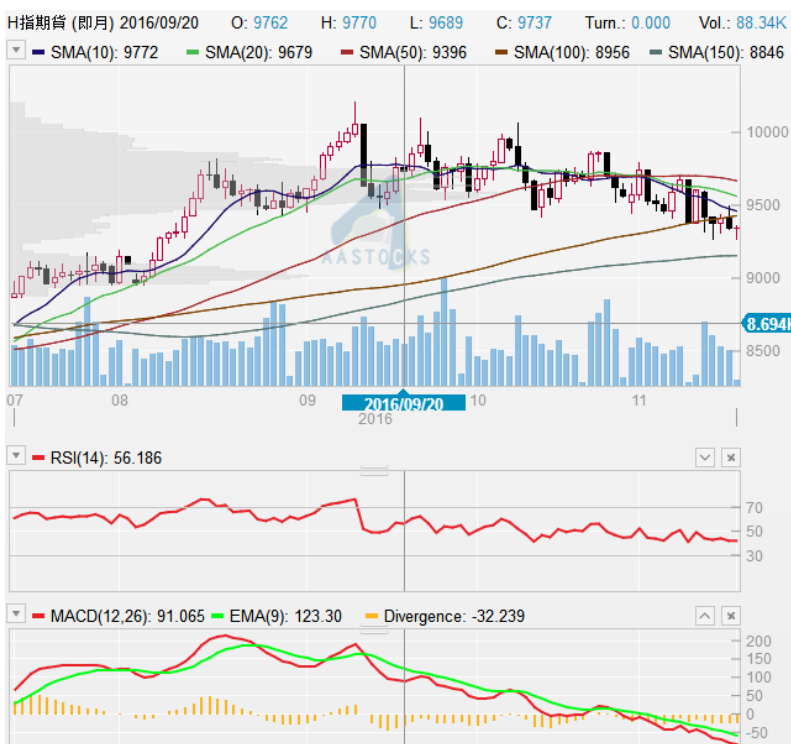 H指期貨 (即月) 2016/09/20 O: 9762 H: 9770 L: 9689 C: 9737 Turn.: 0.000 Vol.: 88.34K
SMA(10): 9772 SMA(20): 9679 SMA(50): 9396 SMA(100): 8956 SMA(150): 8846
10000
9500
AASTOCKS
9000
8.694K
8500
07 08 09 2016/09/20 10 11
2016
RSI(14): 56.186
70
50
30
MACD(12,26): 91.065 EMA(9): 123.30 Divergence: -32.239
200
150
100
50
0
-50